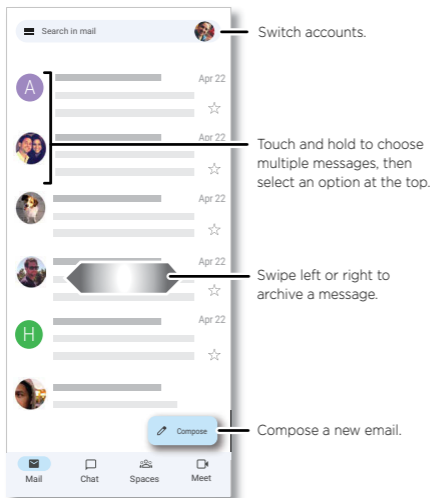 Search in mail
Switch accounts.
A
Apr 22
Apr 22
Touch and hold to choose
multiple messages, then
select an option at the top.
Apr 22
Apr 22
Swipe left or right to
archive a message.
H
Apr 22
Compose
Compose a new email.
Mail
Chat
Spaces
Meet